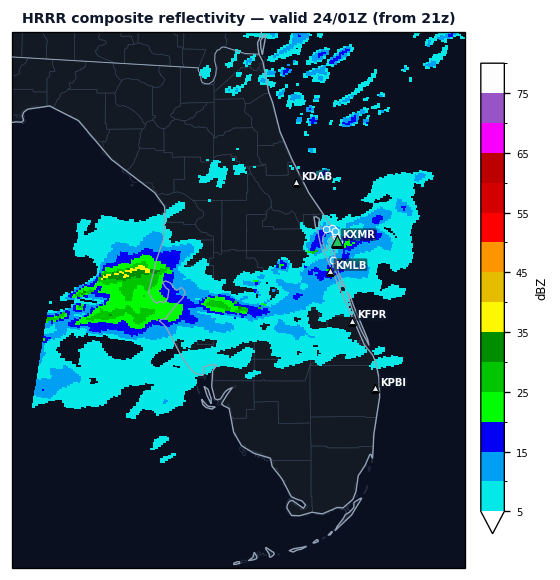 HRRR composite reflectivity — valid 24/01Z (from 21z)
KDAB
KXMR
KMLB
KFPR
KPBI
75
65
55
45
35
25
15
5
dBZ